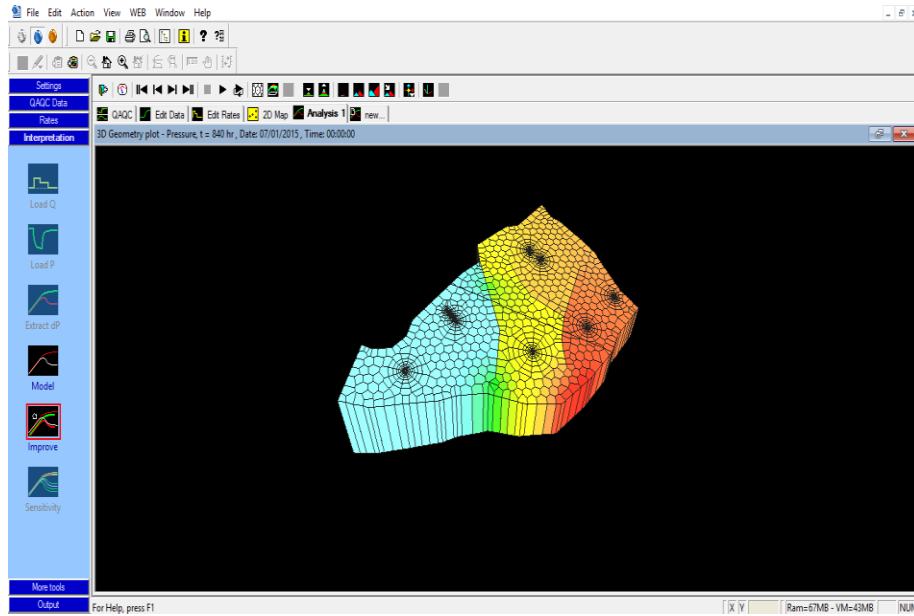 File Edit Action View WEB Window Help
Settings
QAQC Data
Rates
Interpretation
QAQC Edit Data Edit Rates 2D Map Analysis 1 new...
3D Geometry plot - Pressure, t = 840 hr , Date: 07/01/2015 , Time: 00:00:00
Load Q
Load P
Extract dP
Model
Improve
Sensitivity
More tools
Output
For Help, press F1
X Y
Ram=67MB - VM=43MB
NUM